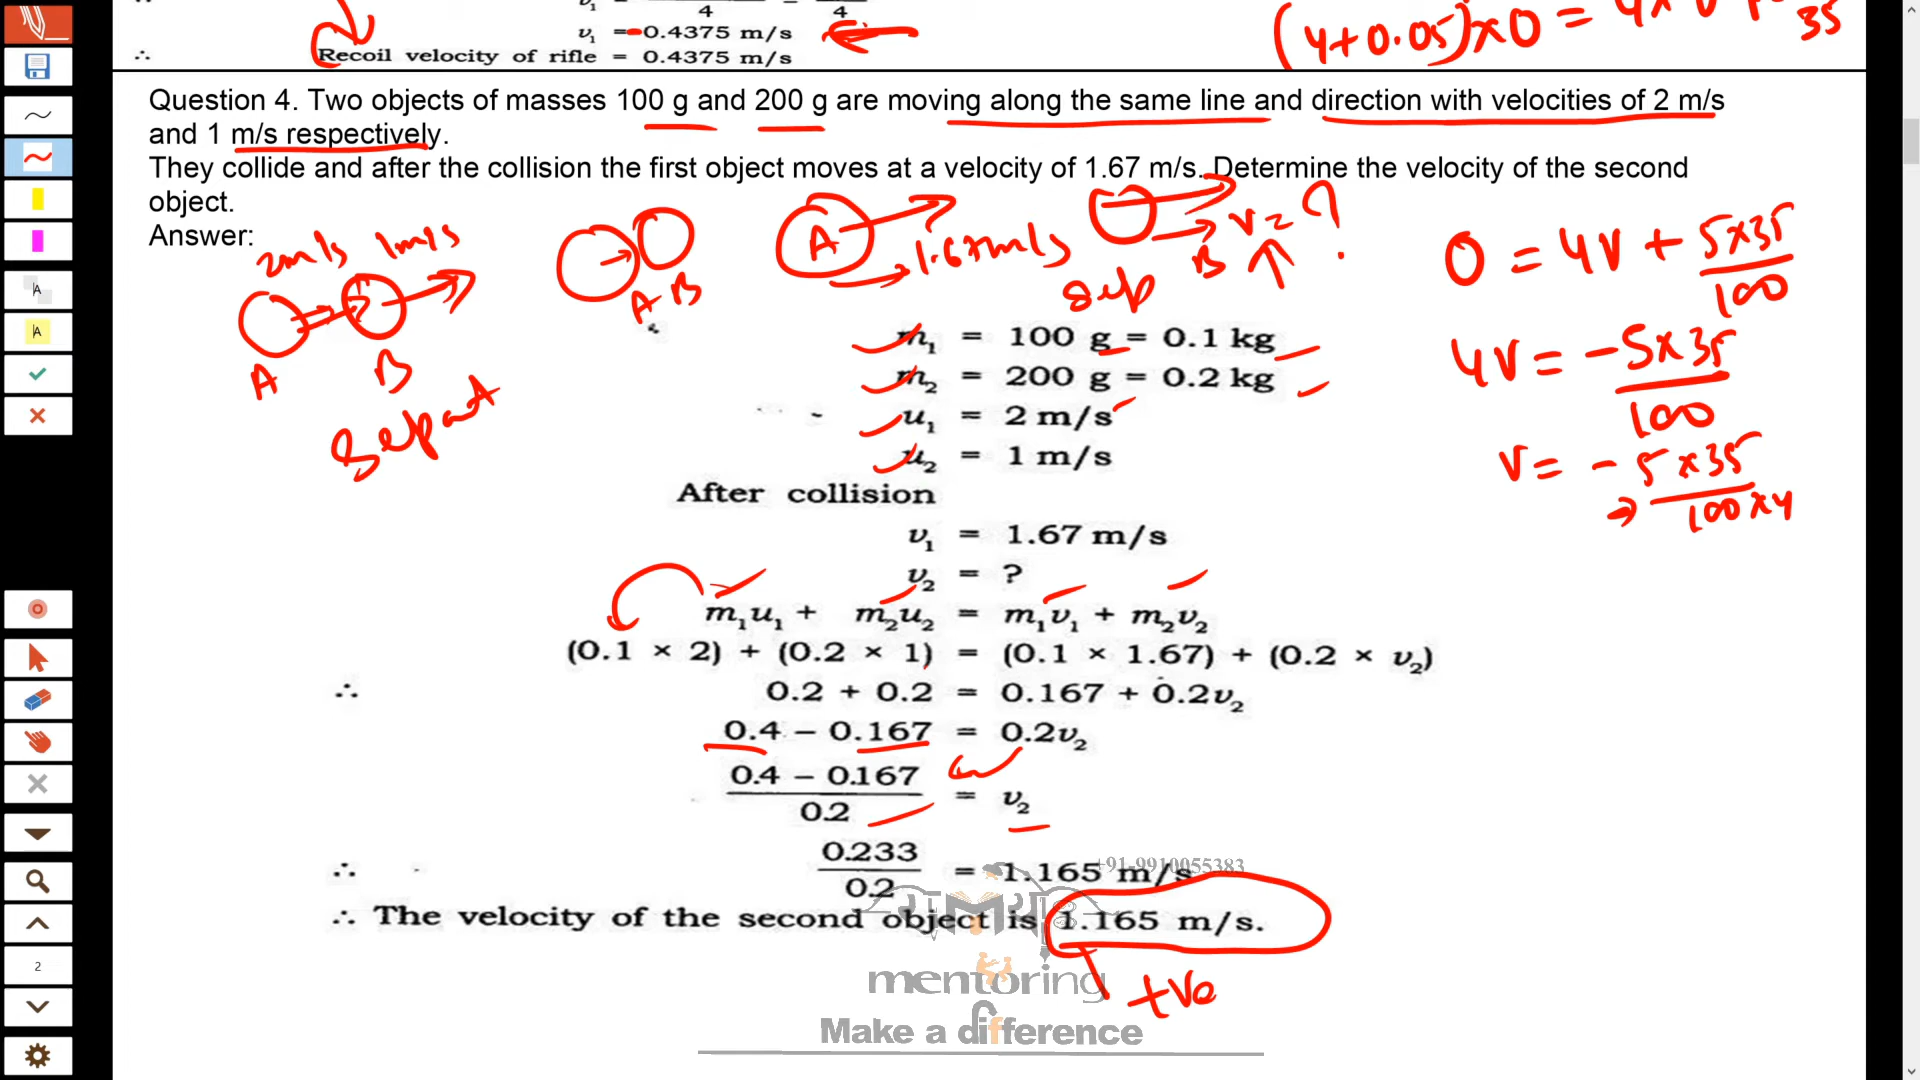 4 4
v₁ = -0.4375 m/s
∴ Recoil velocity of rifle = 0.4375 m/s
(4+0.05)×0 = 4×
35
Question 4. Two objects of masses 100 g and 200 g are moving along the same line and direction with velocities of 2 m/s
and 1 m/s respectively.
They collide and after the collision the first object moves at a velocity of 1.67 m/s. Determine the velocity of the second
object.
Answer:
2m/s 1m/s
A B
separt
A B
A 1.67m/s
B v=?
sep
m₁ = 100 g = 0.1 kg
m₂ = 200 g = 0.2 kg
u₁ = 2 m/s
u₂ = 1 m/s
After collision
v₁ = 1.67 m/s
v₂ = ?
m₁u₁ + m₂u₂ = m₁v₁ + m₂v₂
(0.1 × 2) + (0.2 × 1) = (0.1 × 1.67) + (0.2 × v₂)
∴ 0.2 + 0.2 = 0.167 + 0.2v₂
0.4 – 0.167 = 0.2v₂
0.4 – 0.167
0.2
= v₂
∴ 0.233
0.2
= 1.165 m/s
∴ The velocity of the second object is 1.165 m/s.
+ve
0 = 4v + 5×35
100
4v = -5×35
100
v = - 5×35
100×4
+91-9910055383
mentoring
Make a difference
A
A
2